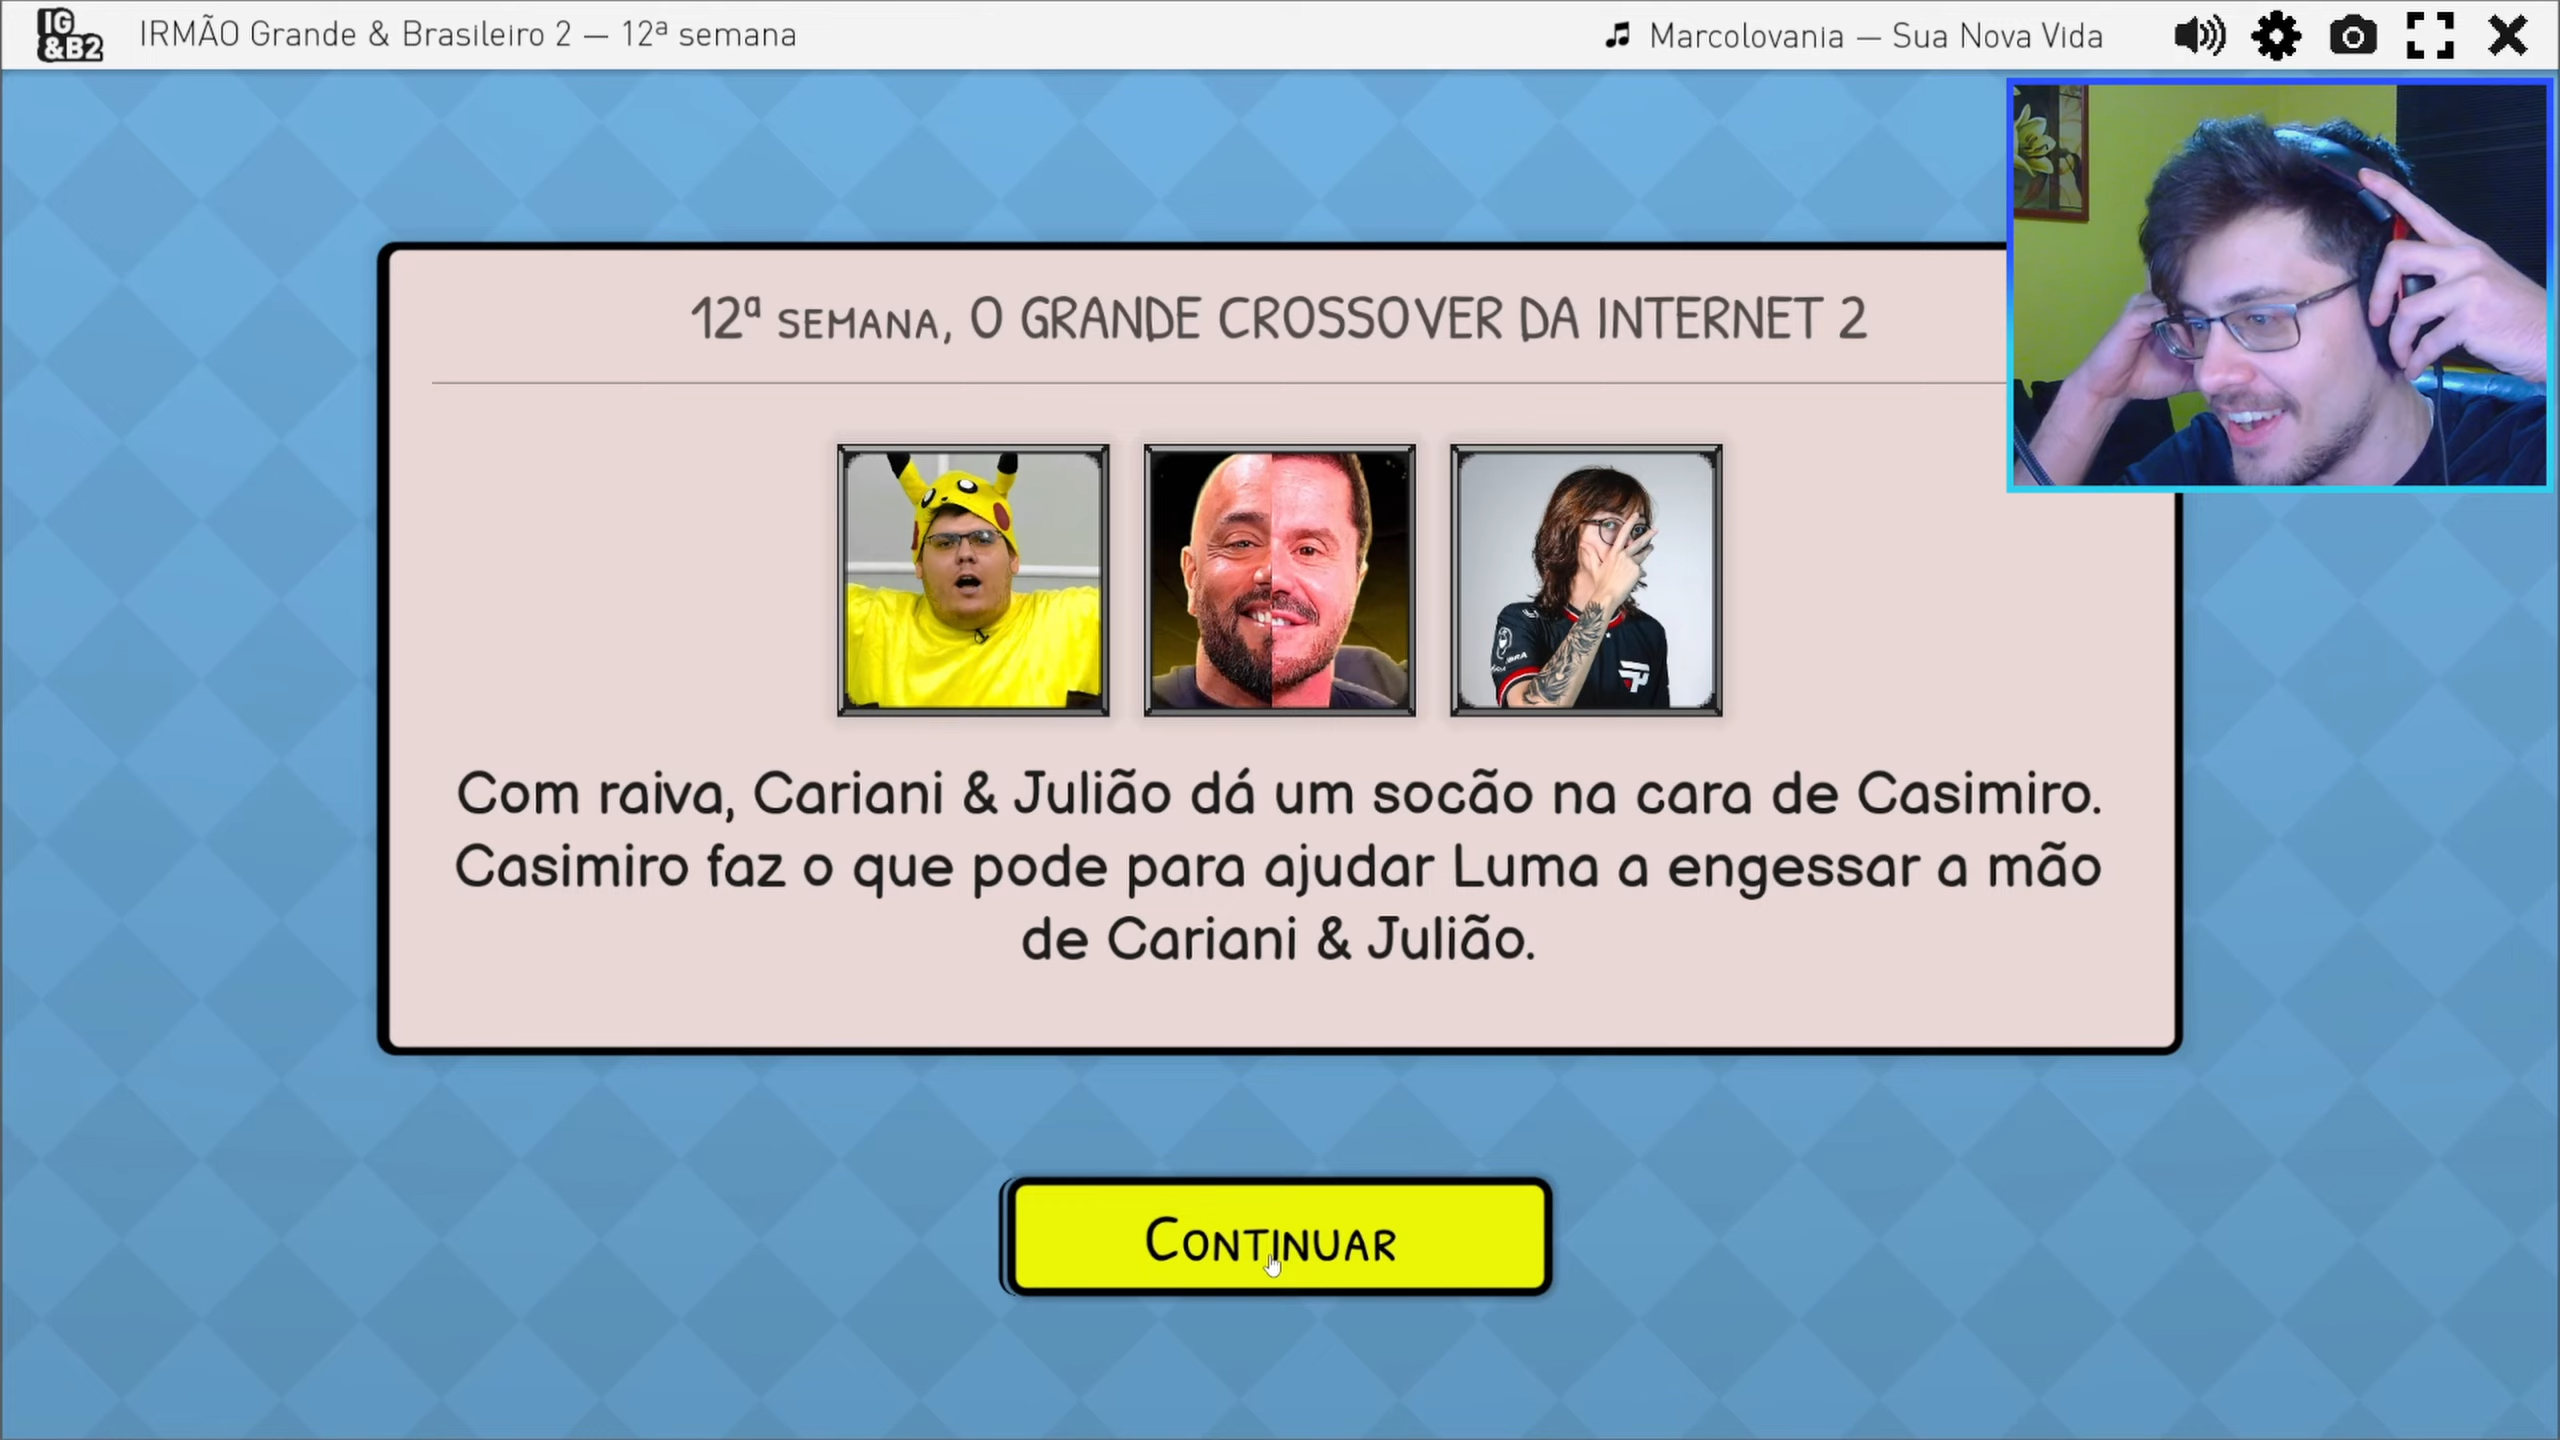 IG
&B2
IRMÃO Grande & Brasileiro 2 — 12ª semana
Marcolovania — Sua Nova Vida
12ª SEMANA, O GRANDE CROSSOVER DA INTERNET 2
Com raiva, Cariani & Julião dá um socão na cara de Casimiro.
Casimiro faz o que pode para ajudar Luma a engessar a mão
de Cariani & Julião.
CONTINUAR